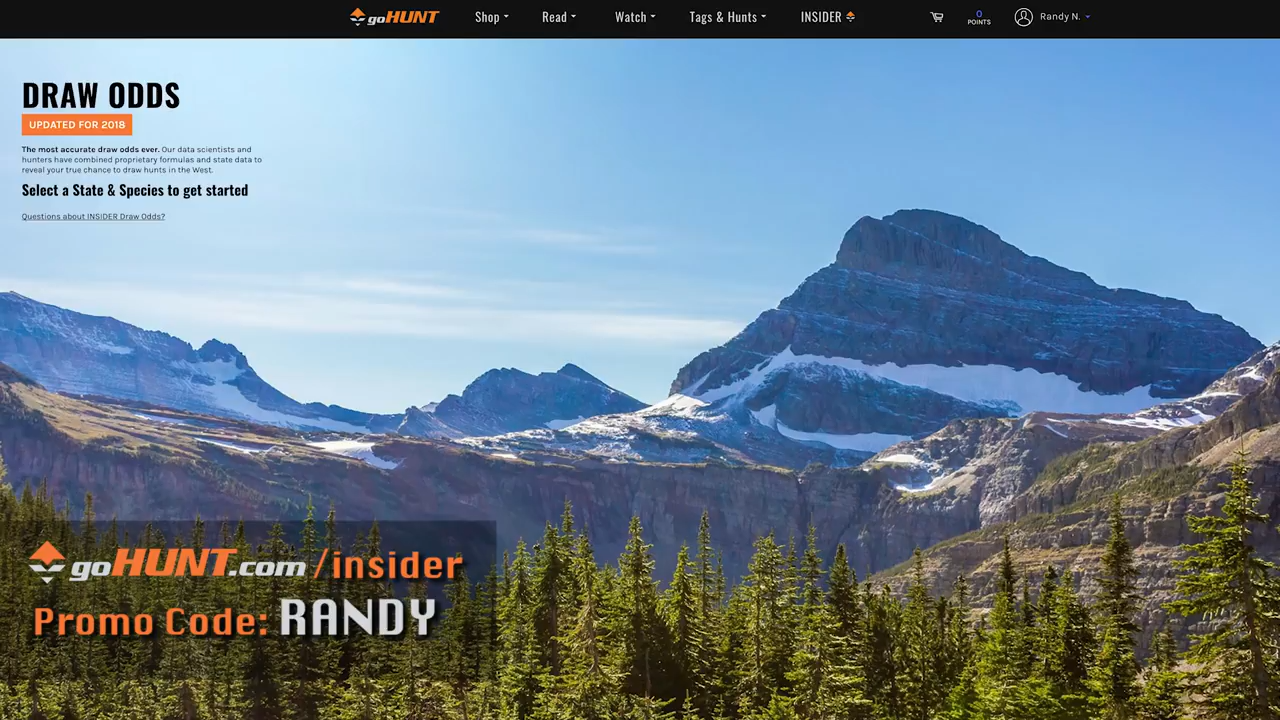 goHUNT Shop Read Watch Tags & Hunts INSIDER 0 POINTS Randy N.
DRAW ODDS
UPDATED FOR 2018
The most accurate draw odds ever. Our data scientists and
hunters have combined proprietary formulas and state data to
reveal your true chance to draw hunts in the West.
Select a State & Species to get started
Questions about INSIDER Draw Odds?
goHUNT.com/insider
Promo Code: RANDY